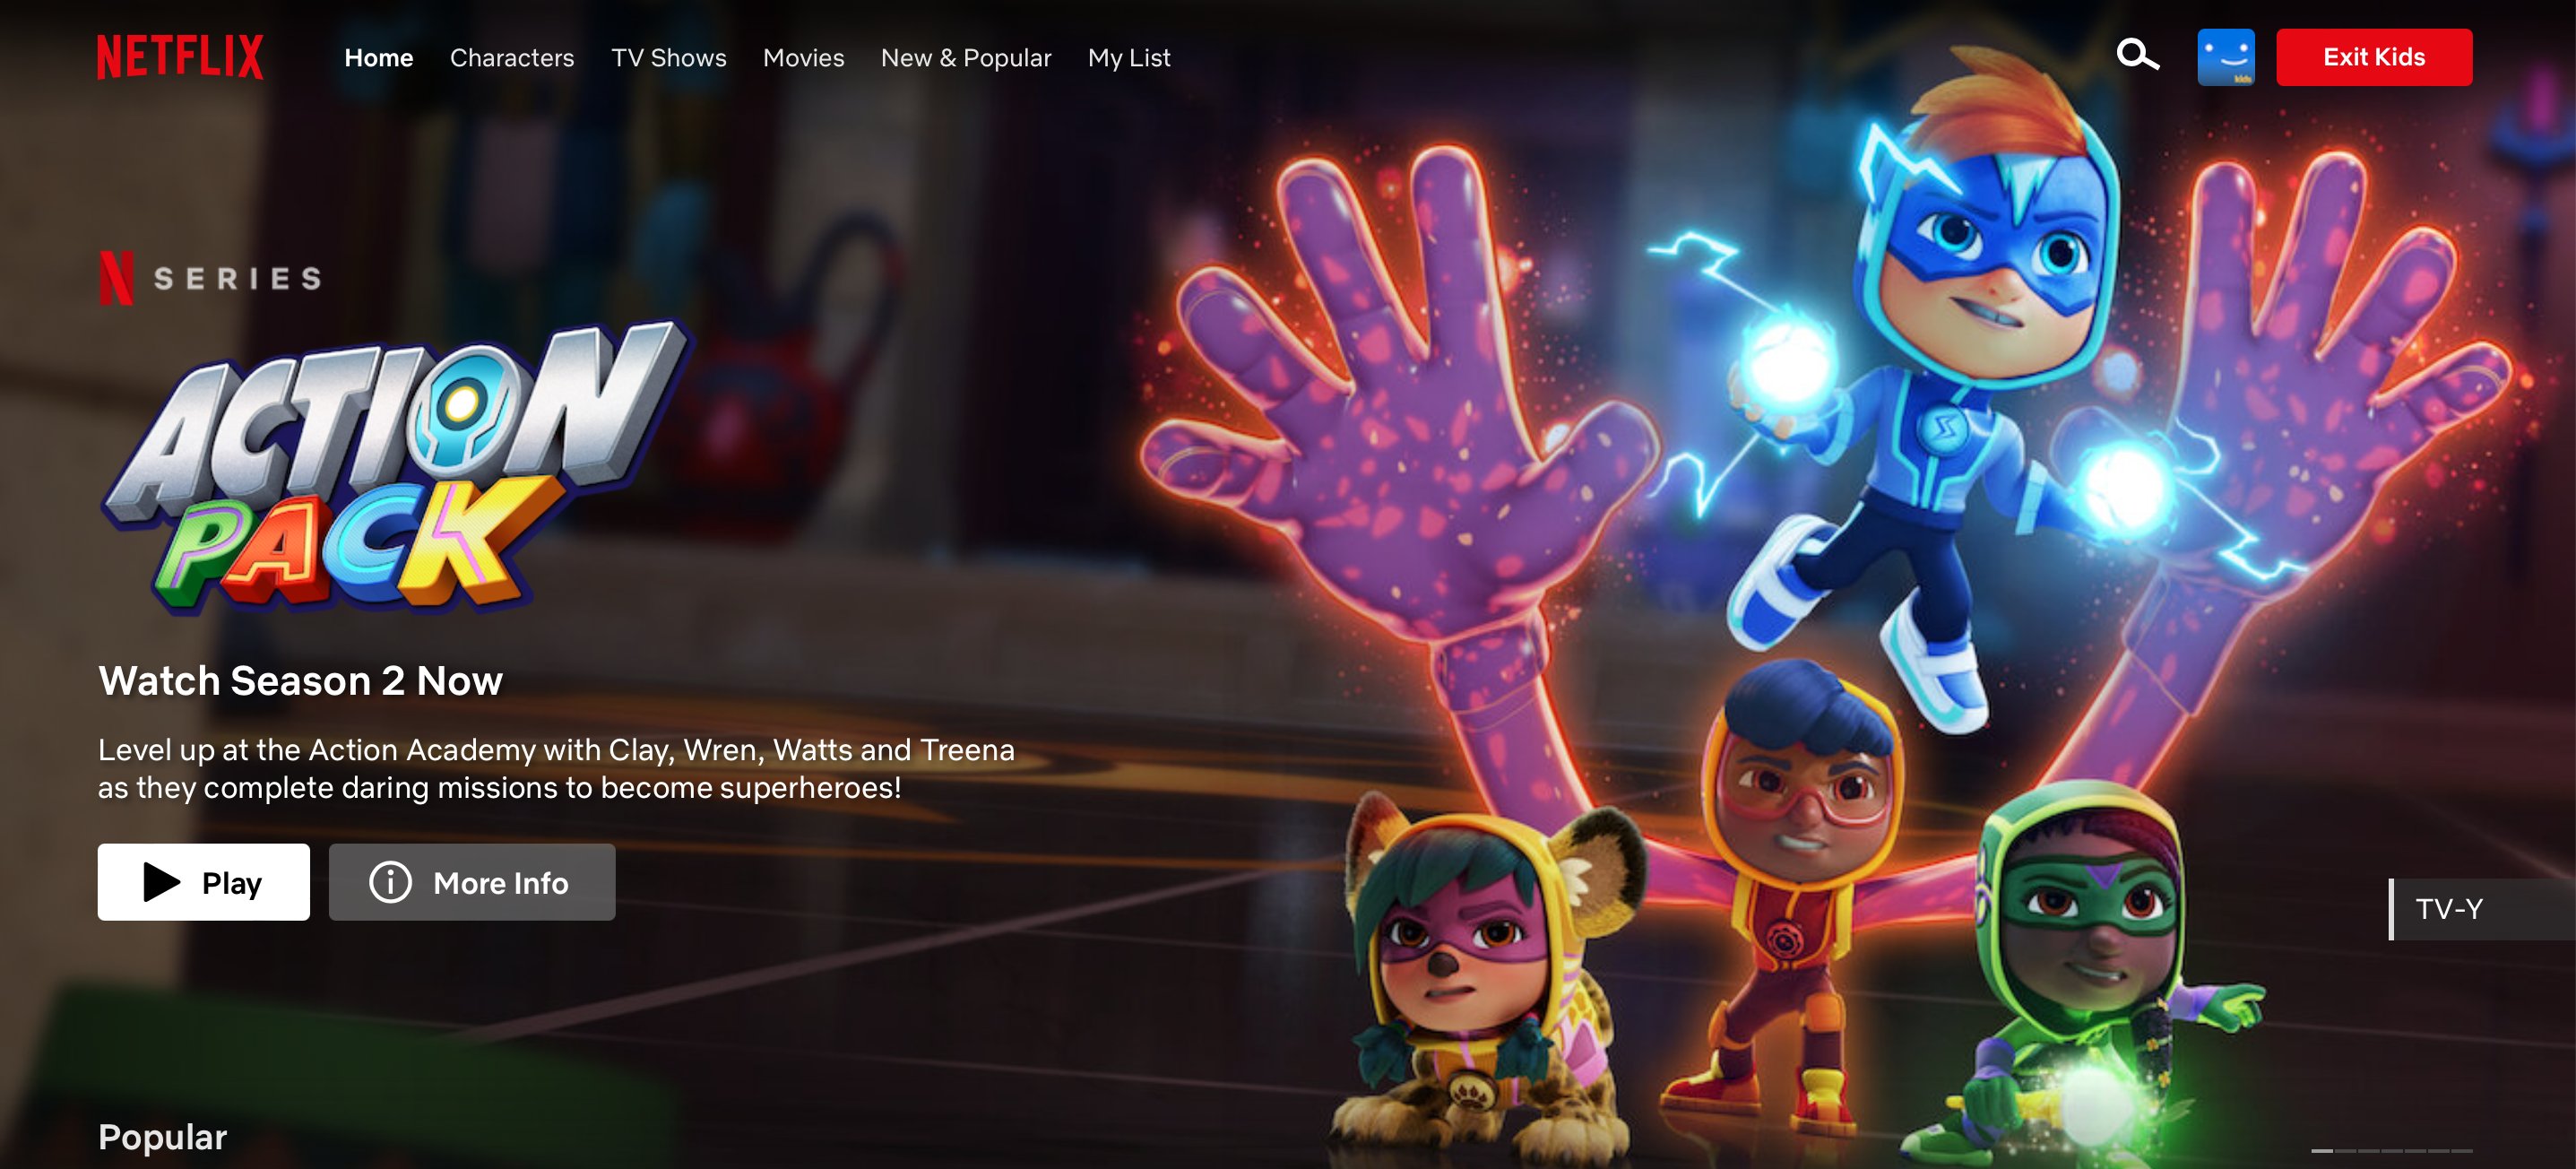 NETFLIX Home Characters TV Shows Movies New & Popular My List Exit Kids
kids
N SERIES
ACTION
PACK
Watch Season 2 Now
Level up at the Action Academy with Clay, Wren, Watts and Treena
as they complete daring missions to become superheroes!
Play More Info
TV-Y
Popular